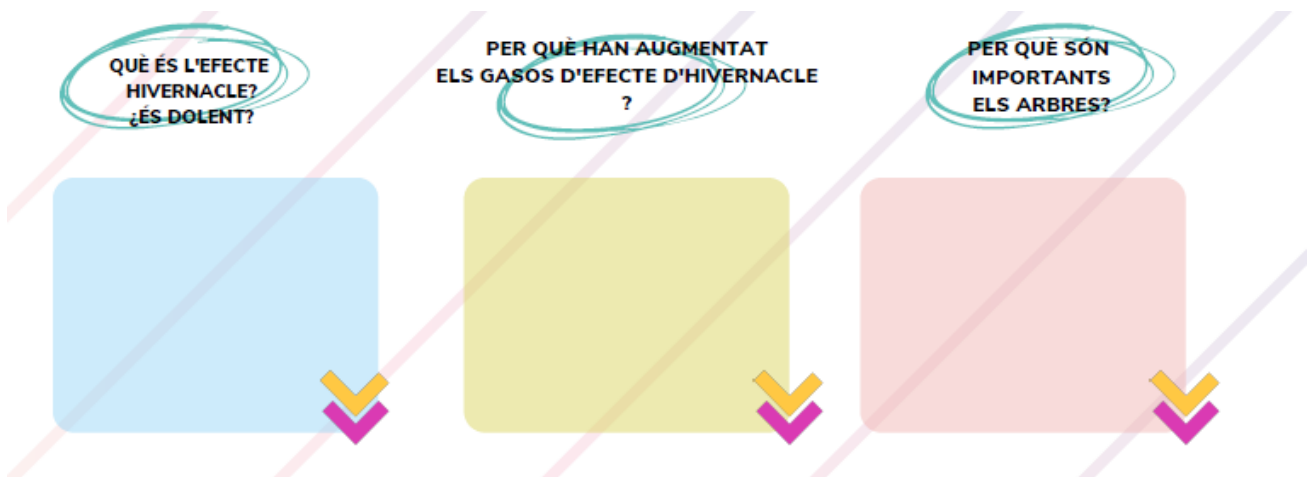 QUÈ ÉS L'EFECTE
HIVERNACLE?
¿ÉS DOLENT?
PER QUÈ HAN AUGMENTAT
ELS GASOS D'EFECTE D'HIVERNACLE
?
PER QUÈ SÓN
IMPORTANTS
ELS ARBRES?